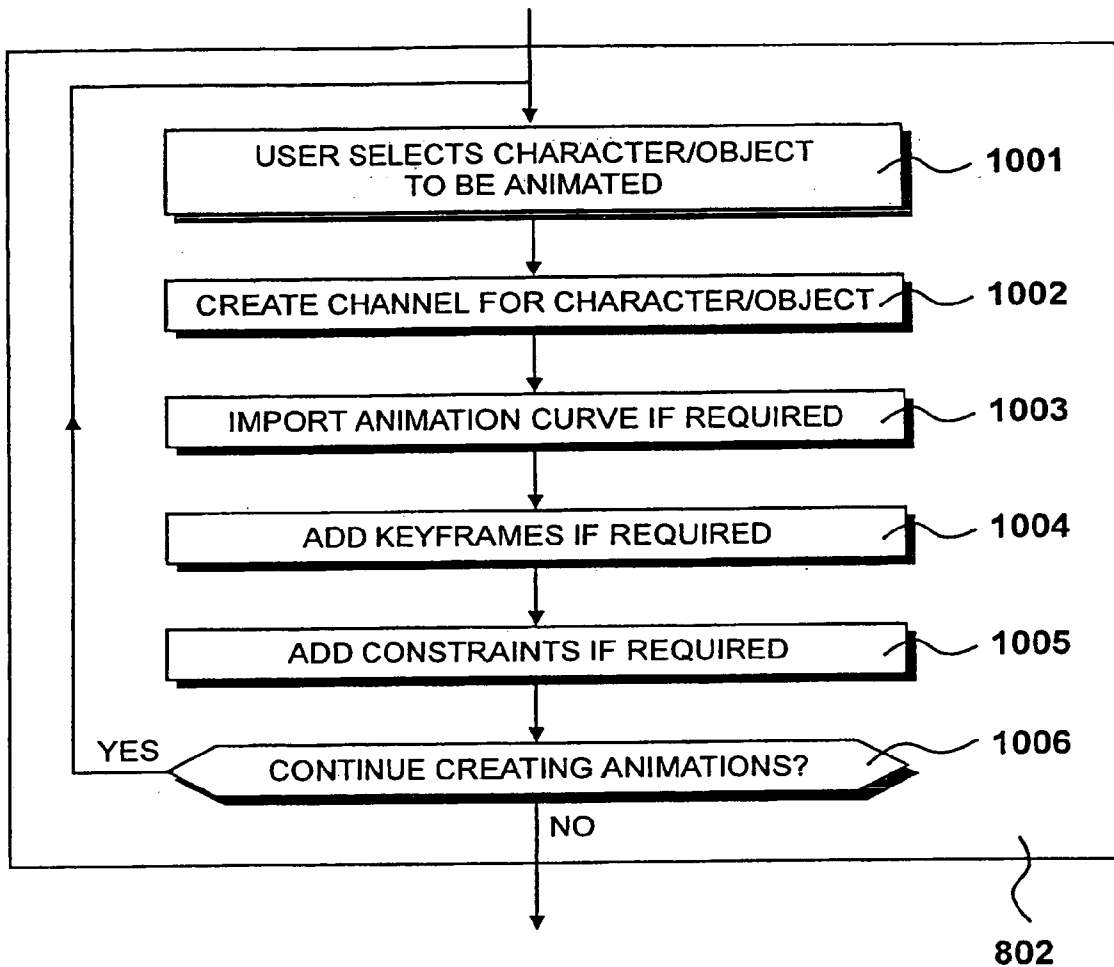 USER SELECTS CHARACTER/OBJECT
TO BE ANIMATED
1001
CREATE CHANNEL FOR CHARACTER/OBJECT
1002
IMPORT ANIMATION CURVE IF REQUIRED
1003
ADD KEYFRAMES IF REQUIRED
1004
ADD CONSTRAINTS IF REQUIRED
1005
YES
CONTINUE CREATING ANIMATIONS?
1006
NO
802